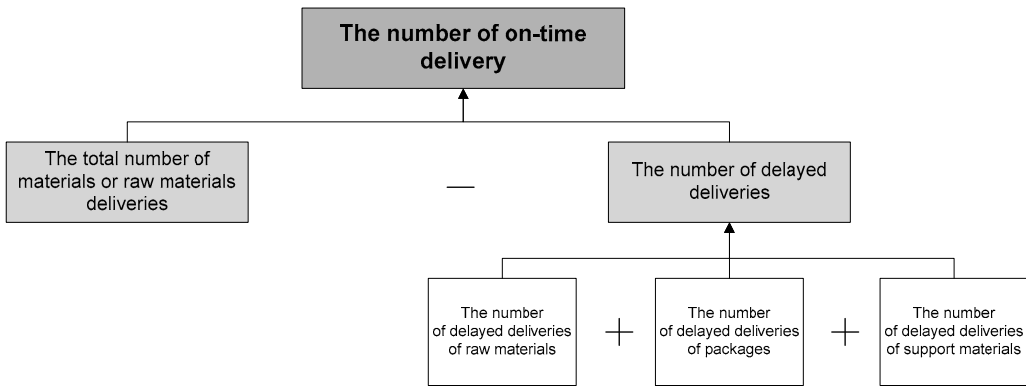 The number of on-time
delivery
The total number of
materials or raw materials
deliveries
—
The number of delayed
deliveries
The number
of delayed deliveries
of raw materials
+
The number
of delayed deliveries
of packages
+
The number
of delayed deliveries
of support materials